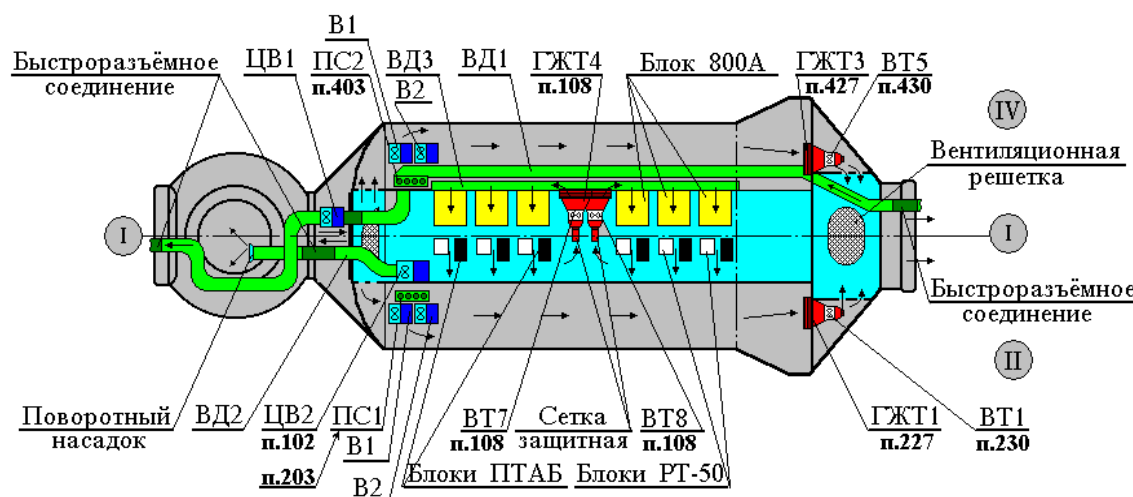 В1
Быстроразъёмное
соединение
ЦВ1
ПС2
п.403
ВД3
В2
ВД1
ГЖТ4
п.108
Блок 800А
ГЖТ3
п.427
ВТ5
п.430
IV
Вентиляционная
решетка
I
I
Быстроразъёмное
соединение
II
Поворотный
насадок
ВД2
ЦВ2
п.102
п.203
ПС1
В1
В2
ВТ7
п.108
Сетка
защитная
ВТ8
п.108
Блоки ПТАБ
Блоки РТ-50
ГЖТ1
п.227
ВТ1
п.230